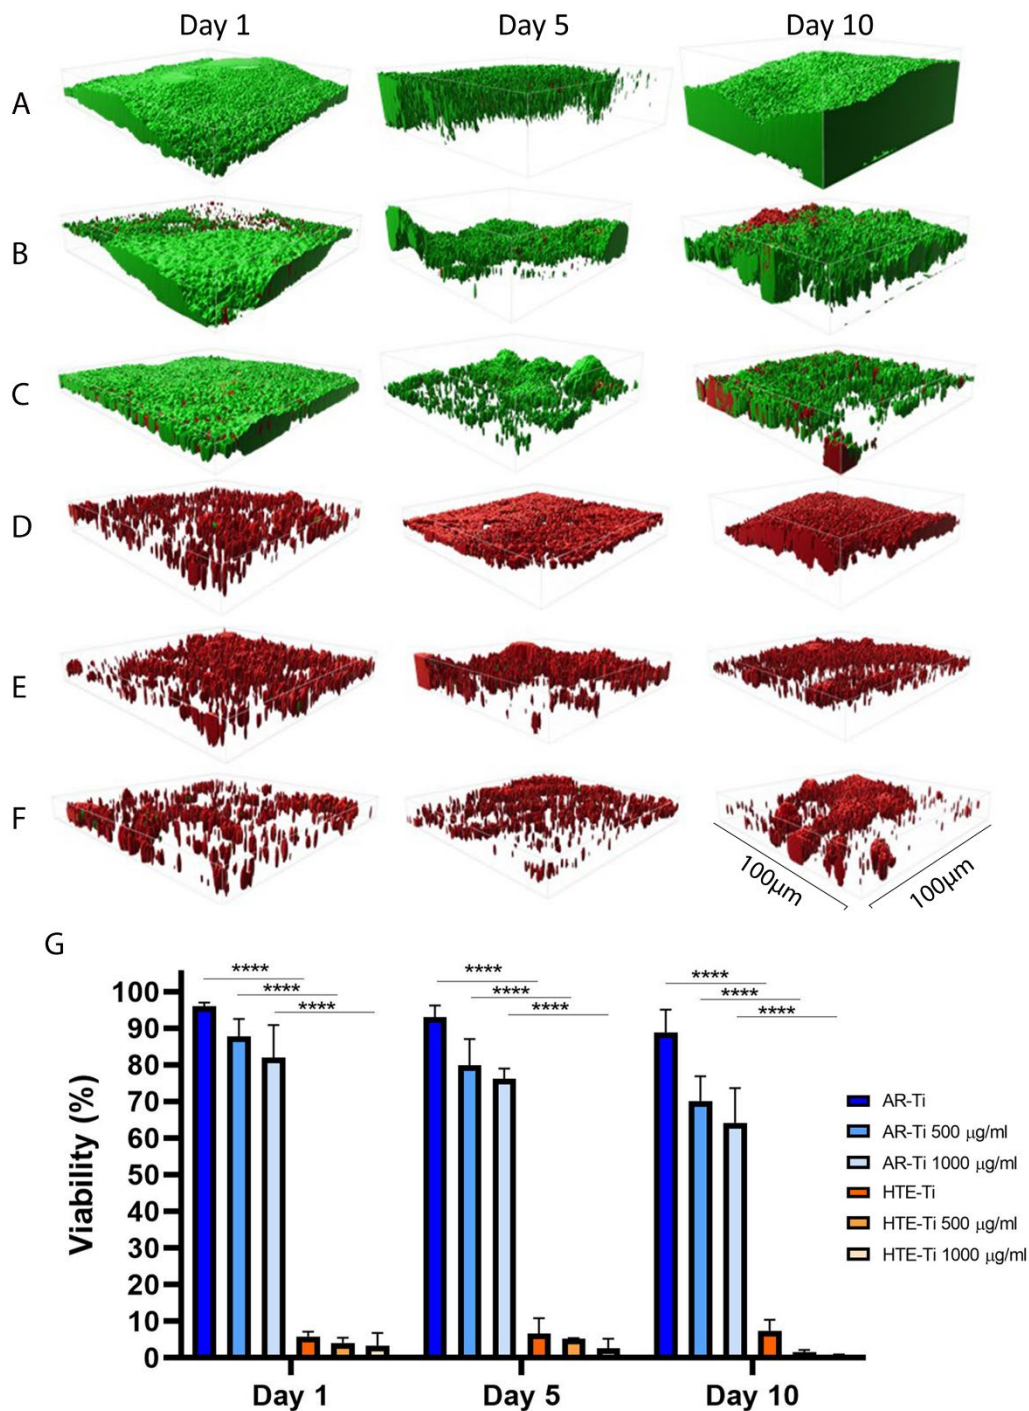 Day 1 Day 5 Day 10
A
B
C
D
E
F
100µm 100µm
G
**** **** ****
**** **** ****
**** **** ****
Viability (%)
100
90
80
70
60
50
40
30
20
10
0
Day 1 Day 5 Day 10
AR-Ti
AR-Ti 500 µg/ml
AR-Ti 1000 µg/ml
HTE-Ti
HTE-Ti 500 µg/ml
HTE-Ti 1000 µg/ml